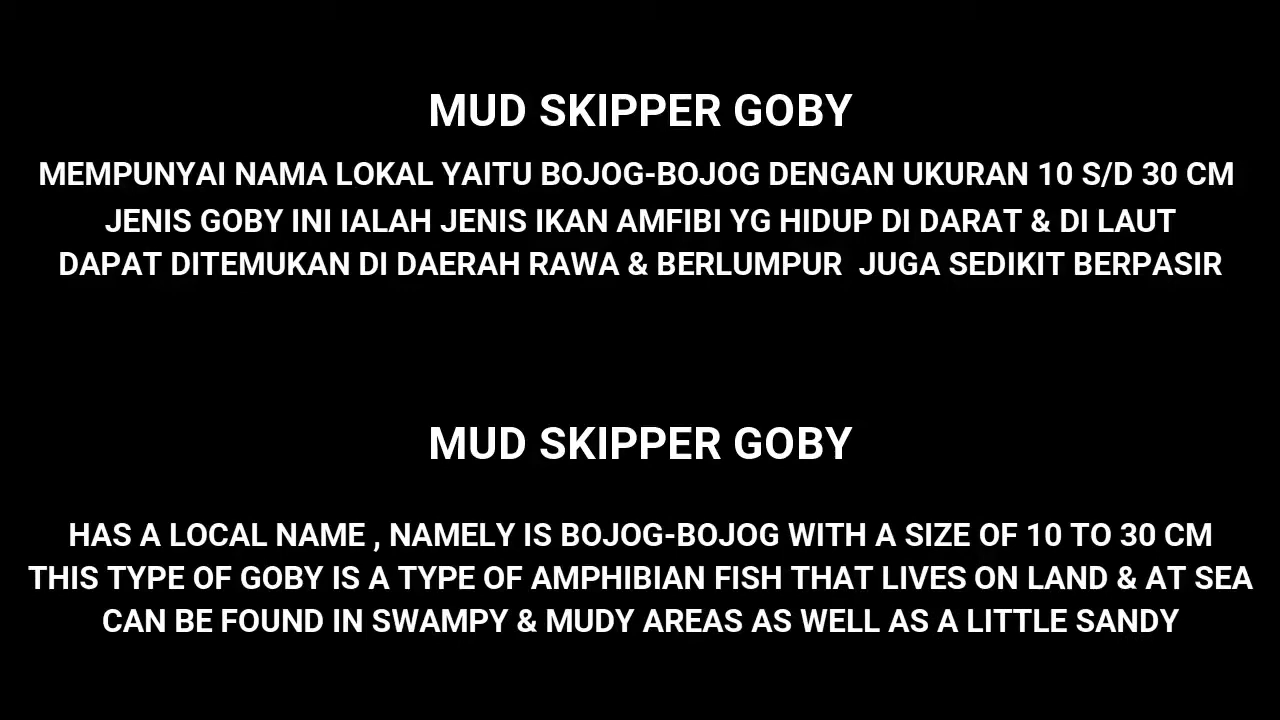 MUD SKIPPER GOBY
MEMPUNYAI NAMA LOKAL YAITU BOJOG-BOJOG DENGAN UKURAN 10 S/D 30 CM
JENIS GOBY INI IALAH JENIS IKAN AMFIBI YG HIDUP DI DARAT & DI LAUT
DAPAT DITEMUKAN DI DAERAH RAWA & BERLUMPUR  JUGA SEDIKIT BERPASIR
MUD SKIPPER GOBY
HAS A LOCAL NAME , NAMELY IS BOJOG-BOJOG WITH A SIZE OF 10 TO 30 CM
THIS TYPE OF GOBY IS A TYPE OF AMPHIBIAN FISH THAT LIVES ON LAND & AT SEA
CAN BE FOUND IN SWAMPY & MUDY AREAS AS WELL AS A LITTLE SANDY